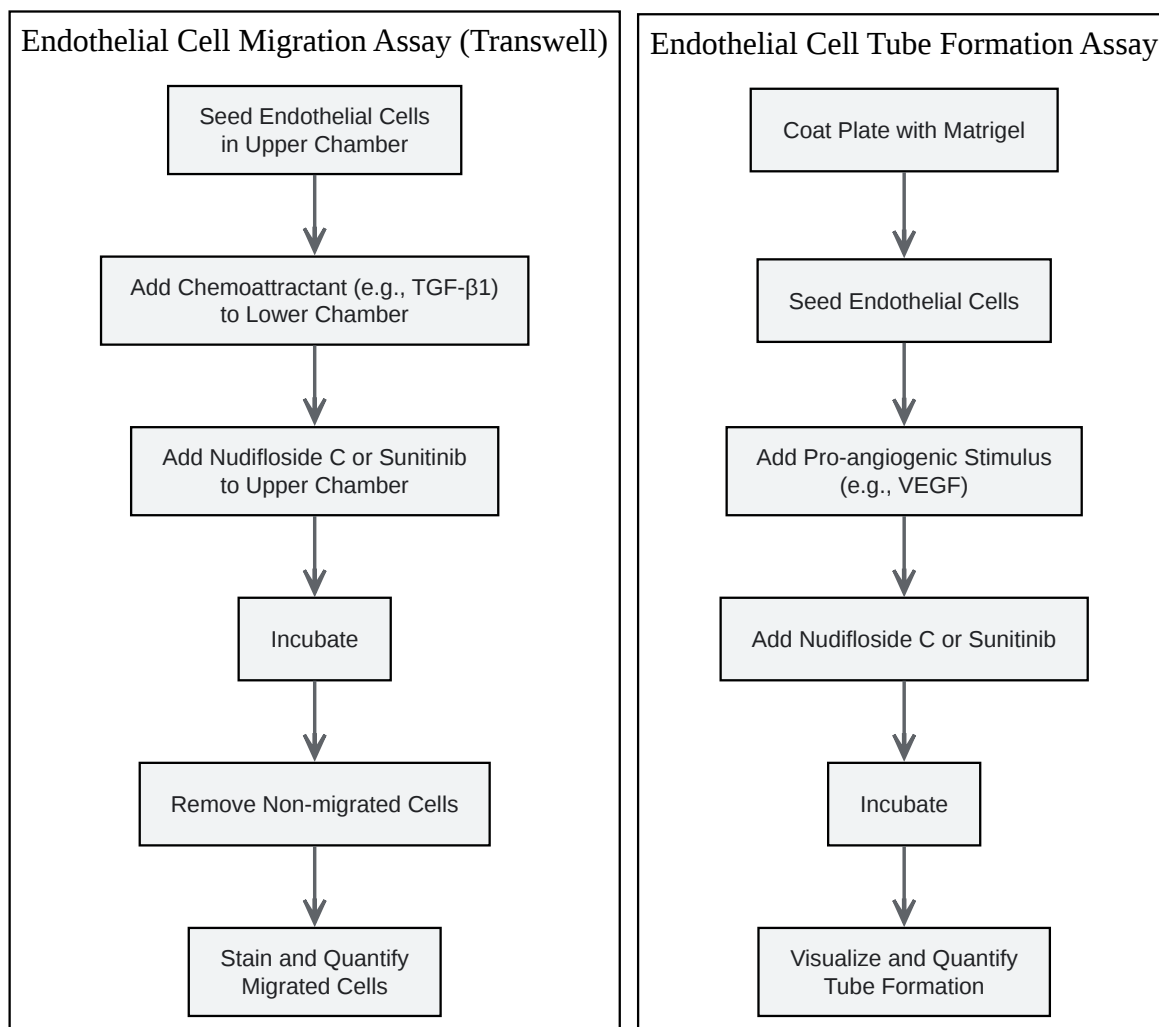 Endothelial Cell Migration Assay (Transwell)
Seed Endothelial Cells
in Upper Chamber
Add Chemoattractant (e.g., TGF-β1)
to Lower Chamber
Add Nudifloside C or Sunitinib
to Upper Chamber
Incubate
Remove Non-migrated Cells
Stain and Quantify
Migrated Cells
Endothelial Cell Tube Formation Assay
Coat Plate with Matrigel
Seed Endothelial Cells
Add Pro-angiogenic Stimulus
(e.g., VEGF)
Add Nudifloside C or Sunitinib
Incubate
Visualize and Quantify
Tube Formation